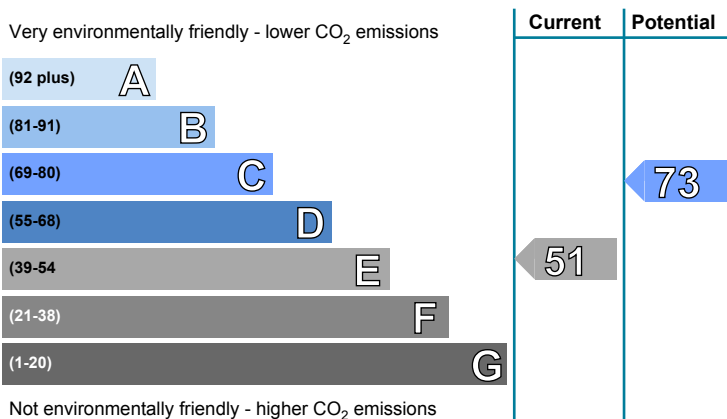 Current Potential
Very environmentally friendly - lower CO2 emissions
(92 plus) A
(81-91) B
(69-80) C 73
(55-68) D
(39-54 E 51
(21-38) F
(1-20) G
Not environmentally friendly - higher CO2 emissions